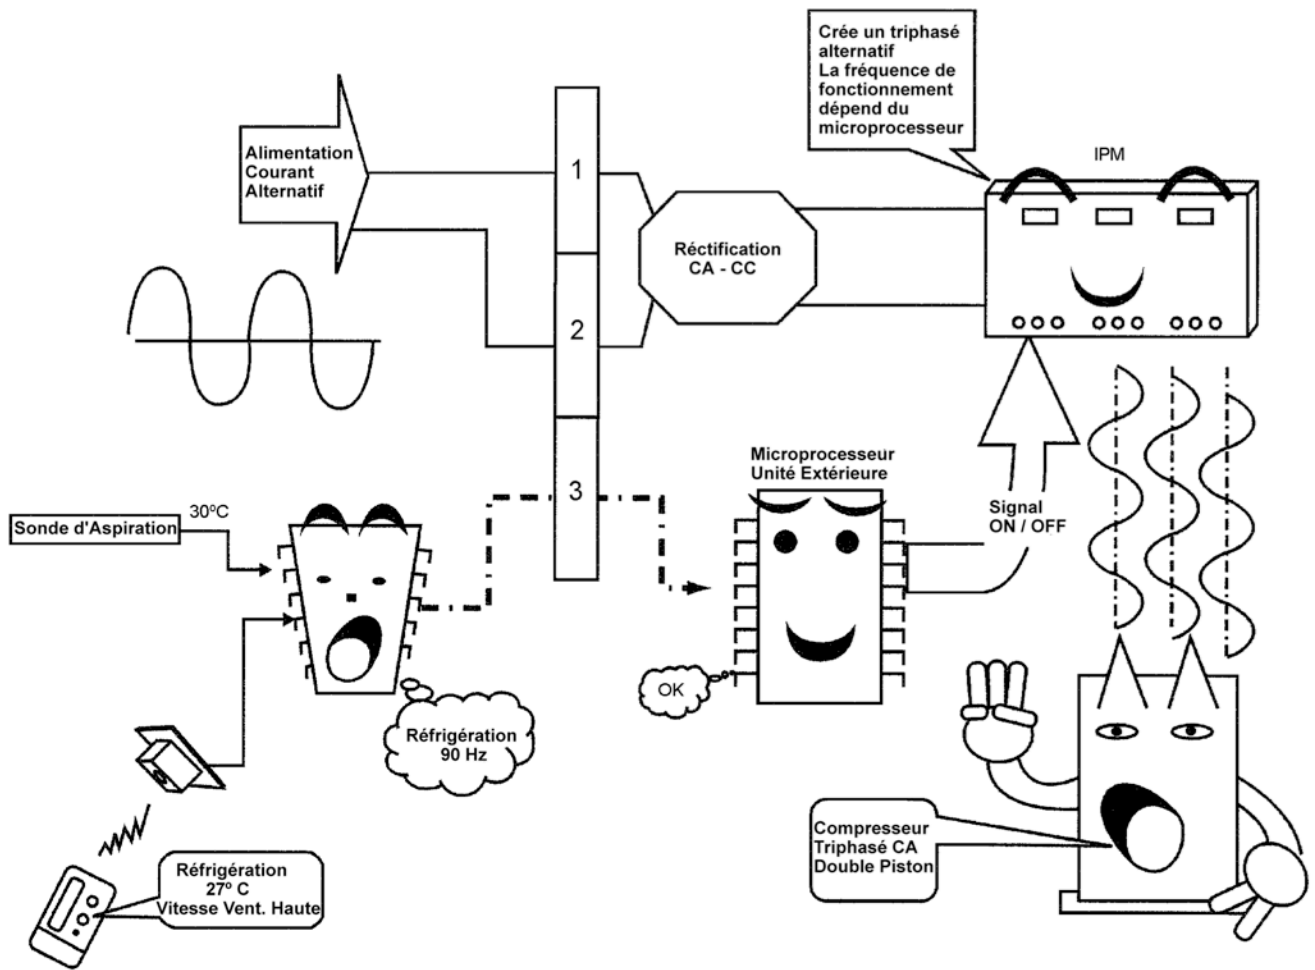 Crée un triphasé
alternatif
La fréquence de
fonctionnement
dépend du
microprocesseur
IPM
Alimentation
Courant
Alternatif
1
Réctification
CA - CC
2
3
Microprocesseur
Unité Extérieure
Signal
ON / OFF
Sonde d'Aspiration
30ºC
OK
Réfrigération
90 Hz
Compresseur
Triphasé CA
Double Piston
Réfrigération
27º C
Vitesse Vent. Haute